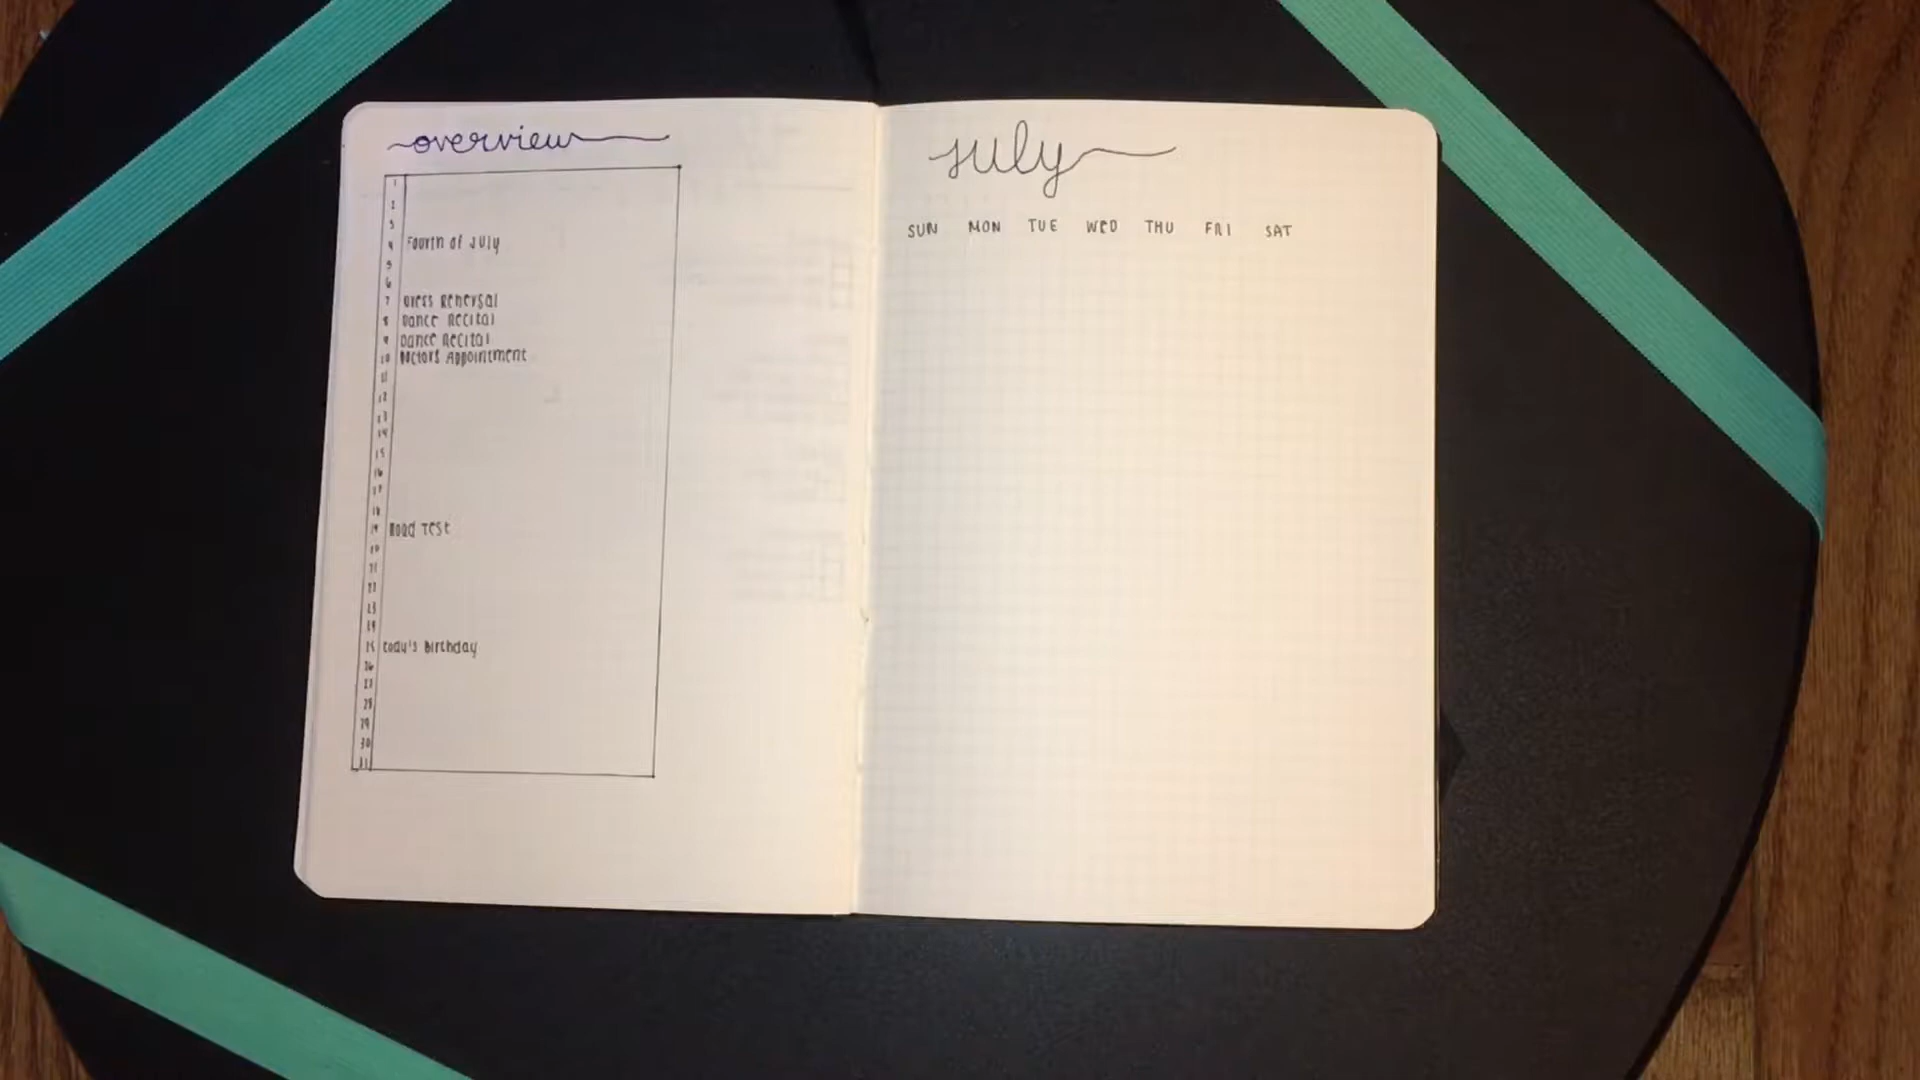 overview
1
2
3
4 Fourth of July
5
6
7 Dress Rehersal
8 Dance Recital
9 Dance Recital
10 Doctors Appointment
11
12
13
14
15
16
17
18
19 Road Test
20
21
22
23
24
25 Cody's Birthday
26
27
28
29
30
31
July
SUN MON TUE WED THU FRI SAT